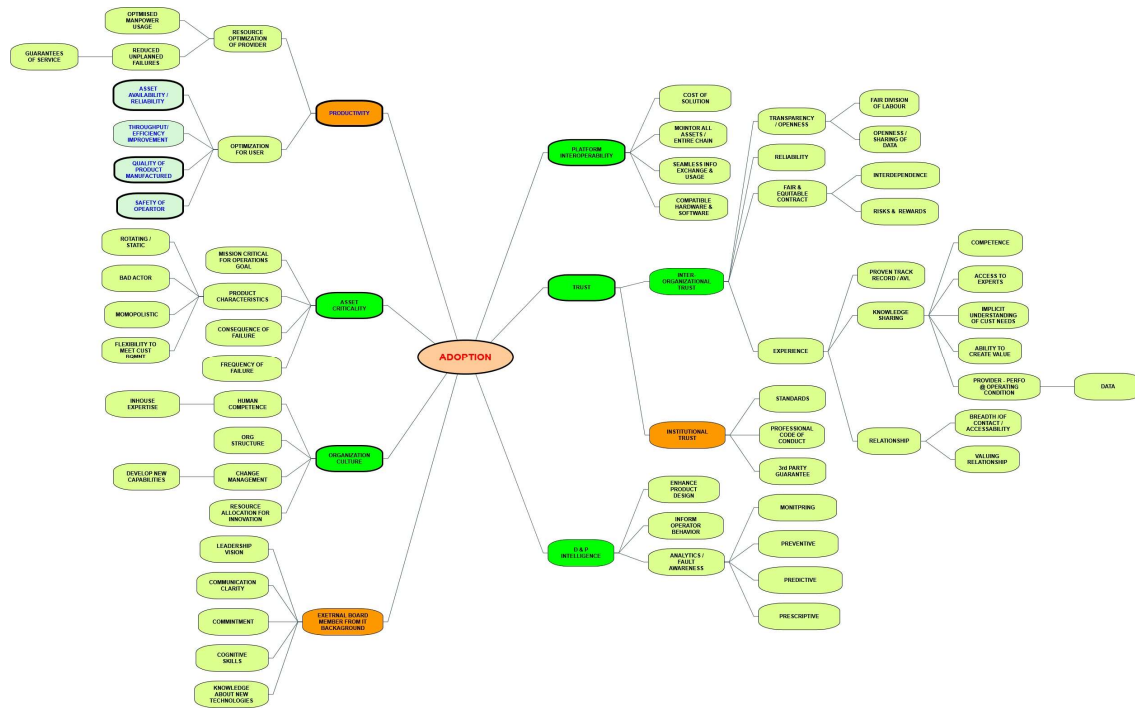 OPTMISED
MANPOWER
USAGE
GUARANTEES
OF SERVICE
REDUCED
UNPLANNED
FAILURES
RESOURCE
OPTIMIZATION
OF PROVIDER
ASSET
AVAILABILITY /
RELIABILITY
THROUGHPUT/
EFFICIENCY
IMPROVEMENT
QUALITY OF
PRODUCT
MANUFACTURED
SAFETY OF
OPEARTOR
OPTIMIZATION
FOR USER
PRODUCTIVITY
ROTATING /
STATIC
BAD ACTOR
MOMOPOLISTIC
FLEXIBILITY TO
MEET CUST
RQMNT
MISSION CRITICAL
FOR OPERATIONS
GOAL
PRODUCT
CHARACTERISTICS
CONSEQUENCE OF
FAILURE
FREQUENCY OF
FAILURE
ASSET
CRITICALITY
ADOPTION
INHOUSE
EXPERTISE
HUMAN
COMPETENCE
ORG
STRUCTURE
DEVELOP NEW
CAPABILITIES
CHANGE
MANAGEMENT
RESOURCE
ALLOCATION FOR
INNOVATION
ORGANIZATION
CULTURE
LEADERSHIP
VISION
COMMUNICATION
CLARITY
COMMINTMENT
COGNITIVE
SKILLS
KNOWLEDGE
ABOUT NEW
TECHNOLOGIES
EXETRNAL BOARD
MEMBER FROM IT
BACKAGROUND
PLATFORM
INTEROPERABILITY
COST OF
SOLUTION
MOINTOR ALL
ASSETS /
ENTIRE CHAIN
SEAMLESS INFO
EXCHANGE &
USAGE
COMPATIBLE
HARDWARE &
SOFTWARE
TRUST
INTER-
ORGANIZATIONAL
TRUST
TRANSPARENCY
/ OPENNESS
FAIR DIVISION
OF LABOUR
OPENNESS /
SHARING OF
DATA
RELIABILITY
FAIR &
EQUITABLE
CONTRACT
INTERDEPENDENCE
RISKS & REWARDS
EXPERIENCE
PROVEN TRACK
RECORD / AVL
KNOWLEDGE
SHARING
COMPETENCE
ACCESS TO
EXPERTS
IMPLICIT
UNDERSTANDING
OF CUST NEEDS
ABILITY TO
CREATE VALUE
PROVIDER - PERFO
@ OPERATING
CONDITION
DATA
RELATIONSHIP
BREADTH /OF
CONTACT /
ACCESSABILITY
VALUING
RELATIONSHIP
INSTITUTIONAL
TRUST
STANDARDS
PROFESSIONAL
CODE OF
CONDUCT
3rd PARTY
GUARANTEE
D & P
INTELLIGENCE
ENHANCE
PRODUCT
DESIGN
INFORM
OPERATOR
BEHAVIOR
ANALYTICS /
FAULT
AWARENESS
MONITPRING
PREVENTIVE
PREDICTIVE
PRESCRIPTIVE